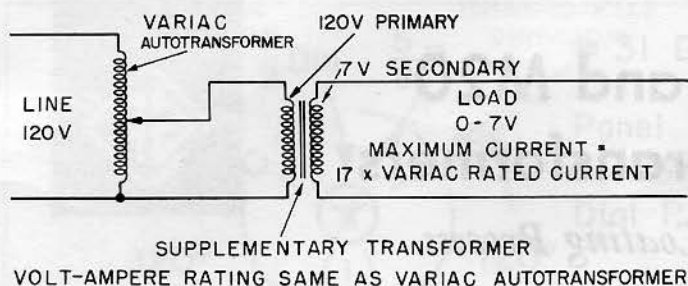 VARIAC
AUTOTRANSFORMER
120V PRIMARY
7V SECONDARY
LINE
120V
LOAD
0-7V
MAXIMUM CURRENT =
17 x VARIAC RATED CURRENT
SUPPLEMENTARY TRANSFORMER
VOLT-AMPERE RATING SAME AS VARIAC AUTOTRANSFORMER